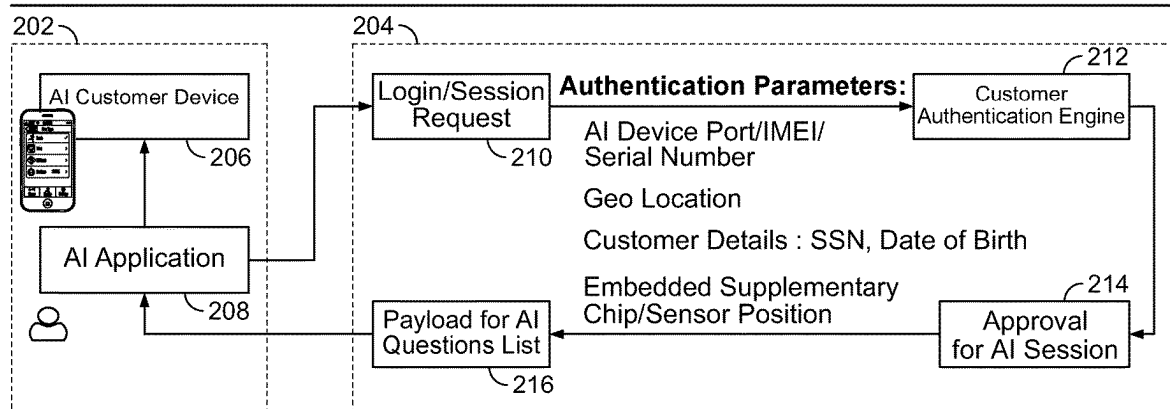 202
204
AI Customer Device
206
AI Application
208
Login/Session
Request
210
Authentication Parameters:
AI Device Port/IMEI/
Serial Number
Geo Location
Customer Details : SSN, Date of Birth
Embedded Supplementary
Chip/Sensor Position
212
Customer
Authentication Engine
214
Approval
for AI Session
Payload for AI
Questions List
216